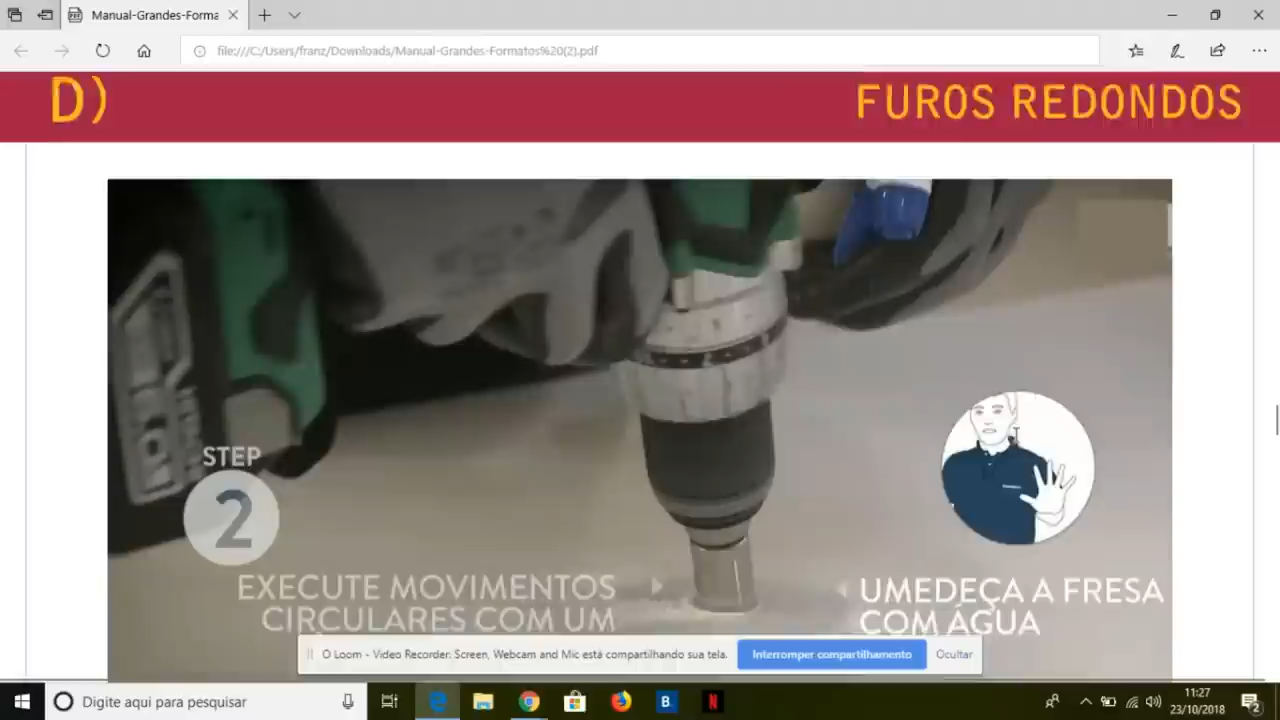 Manual-Grandes-Forma
file:///C:/Users/franz/Downloads/Manual-Grandes-Formatos%20(2).pdf
D)
FUROS REDONDOS
STEP
2
EXECUTE MOVIMENTOS
CIRCULARES COM UM
UMEDEÇA A FRESA
COM ÁGUA
O Loom - Video Recorder: Screen, Webcam and Mic está compartilhando sua tela.
Interromper compartilhamento
Ocultar
Digite aqui para pesquisar
B.
N
11:27
23/10/2018
2